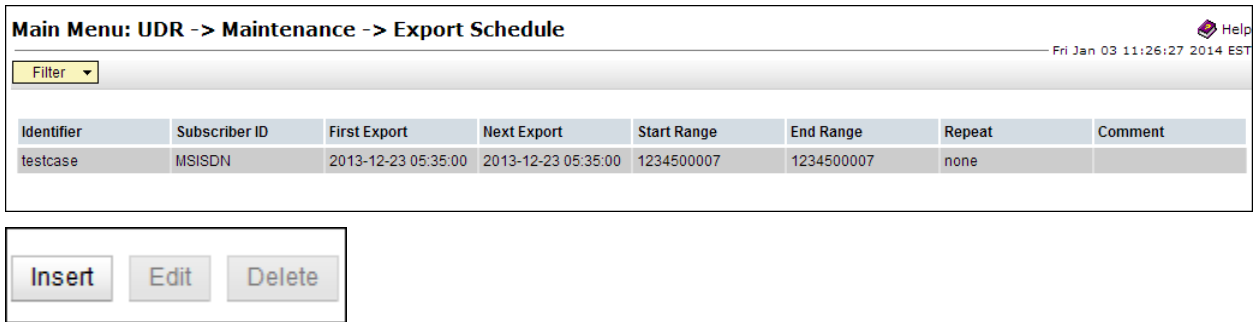 Main Menu: UDR -> Maintenance -> Export Schedule
Help
Fri Jan 03 11:26:27 2014 EST
Filter
Identifier Subscriber ID First Export Next Export Start Range End Range Repeat Comment
testcase MSISDN 2013-12-23 05:35:00 2013-12-23 05:35:00 1234500007 1234500007 none
Insert Edit Delete